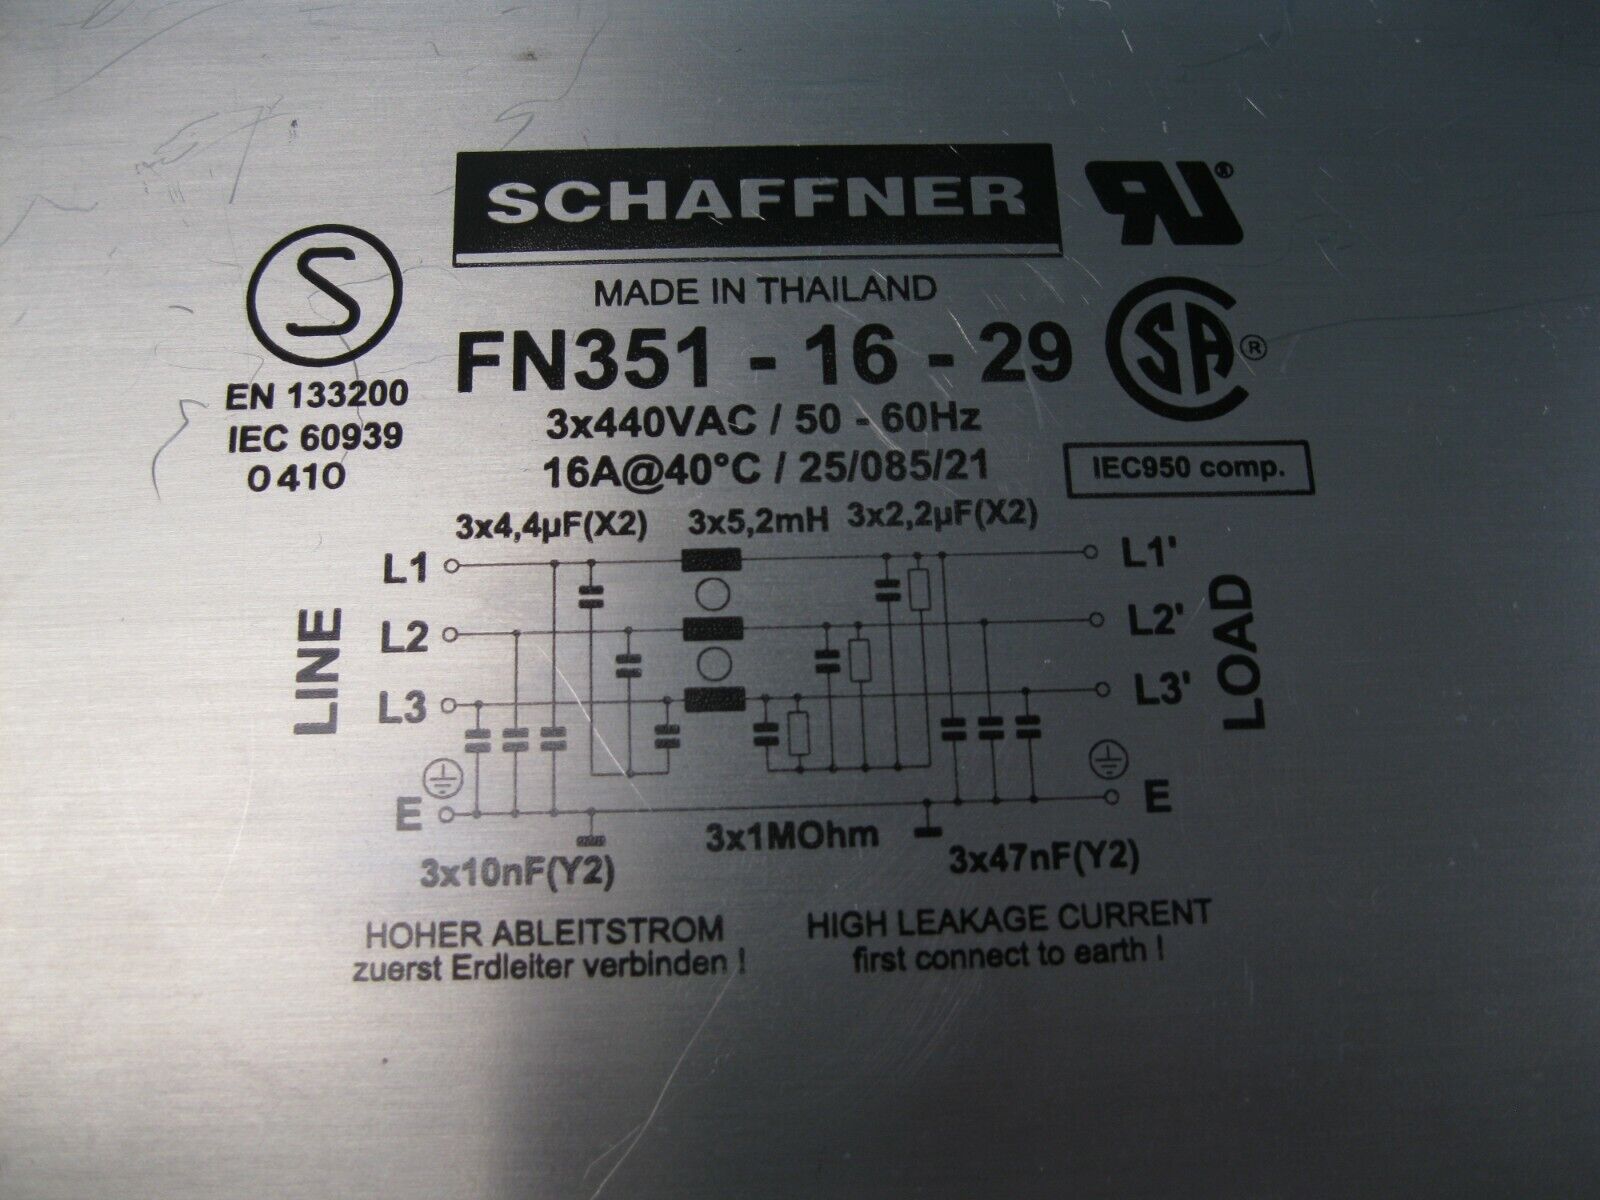 SCHAFFNER
RU®
MADE IN THAILAND
S
FN351 - 16 - 29
SA ®
EN 133200
3x440VAC / 50 - 60Hz
IEC 60939
16A@40°C / 25/085/21
IEC950 comp.
0410
3x4,4µF(X2) 3x5,2mH 3x2,2µF(X2)
L1 L1'
LINE L2 L2' LOAD
L3 L3'
E E
3x10nF(Y2) 3x1MOhm 3x47nF(Y2)
HOHER ABLEITSTROM
zuerst Erdleiter verbinden !
HIGH LEAKAGE CURRENT
first connect to earth !